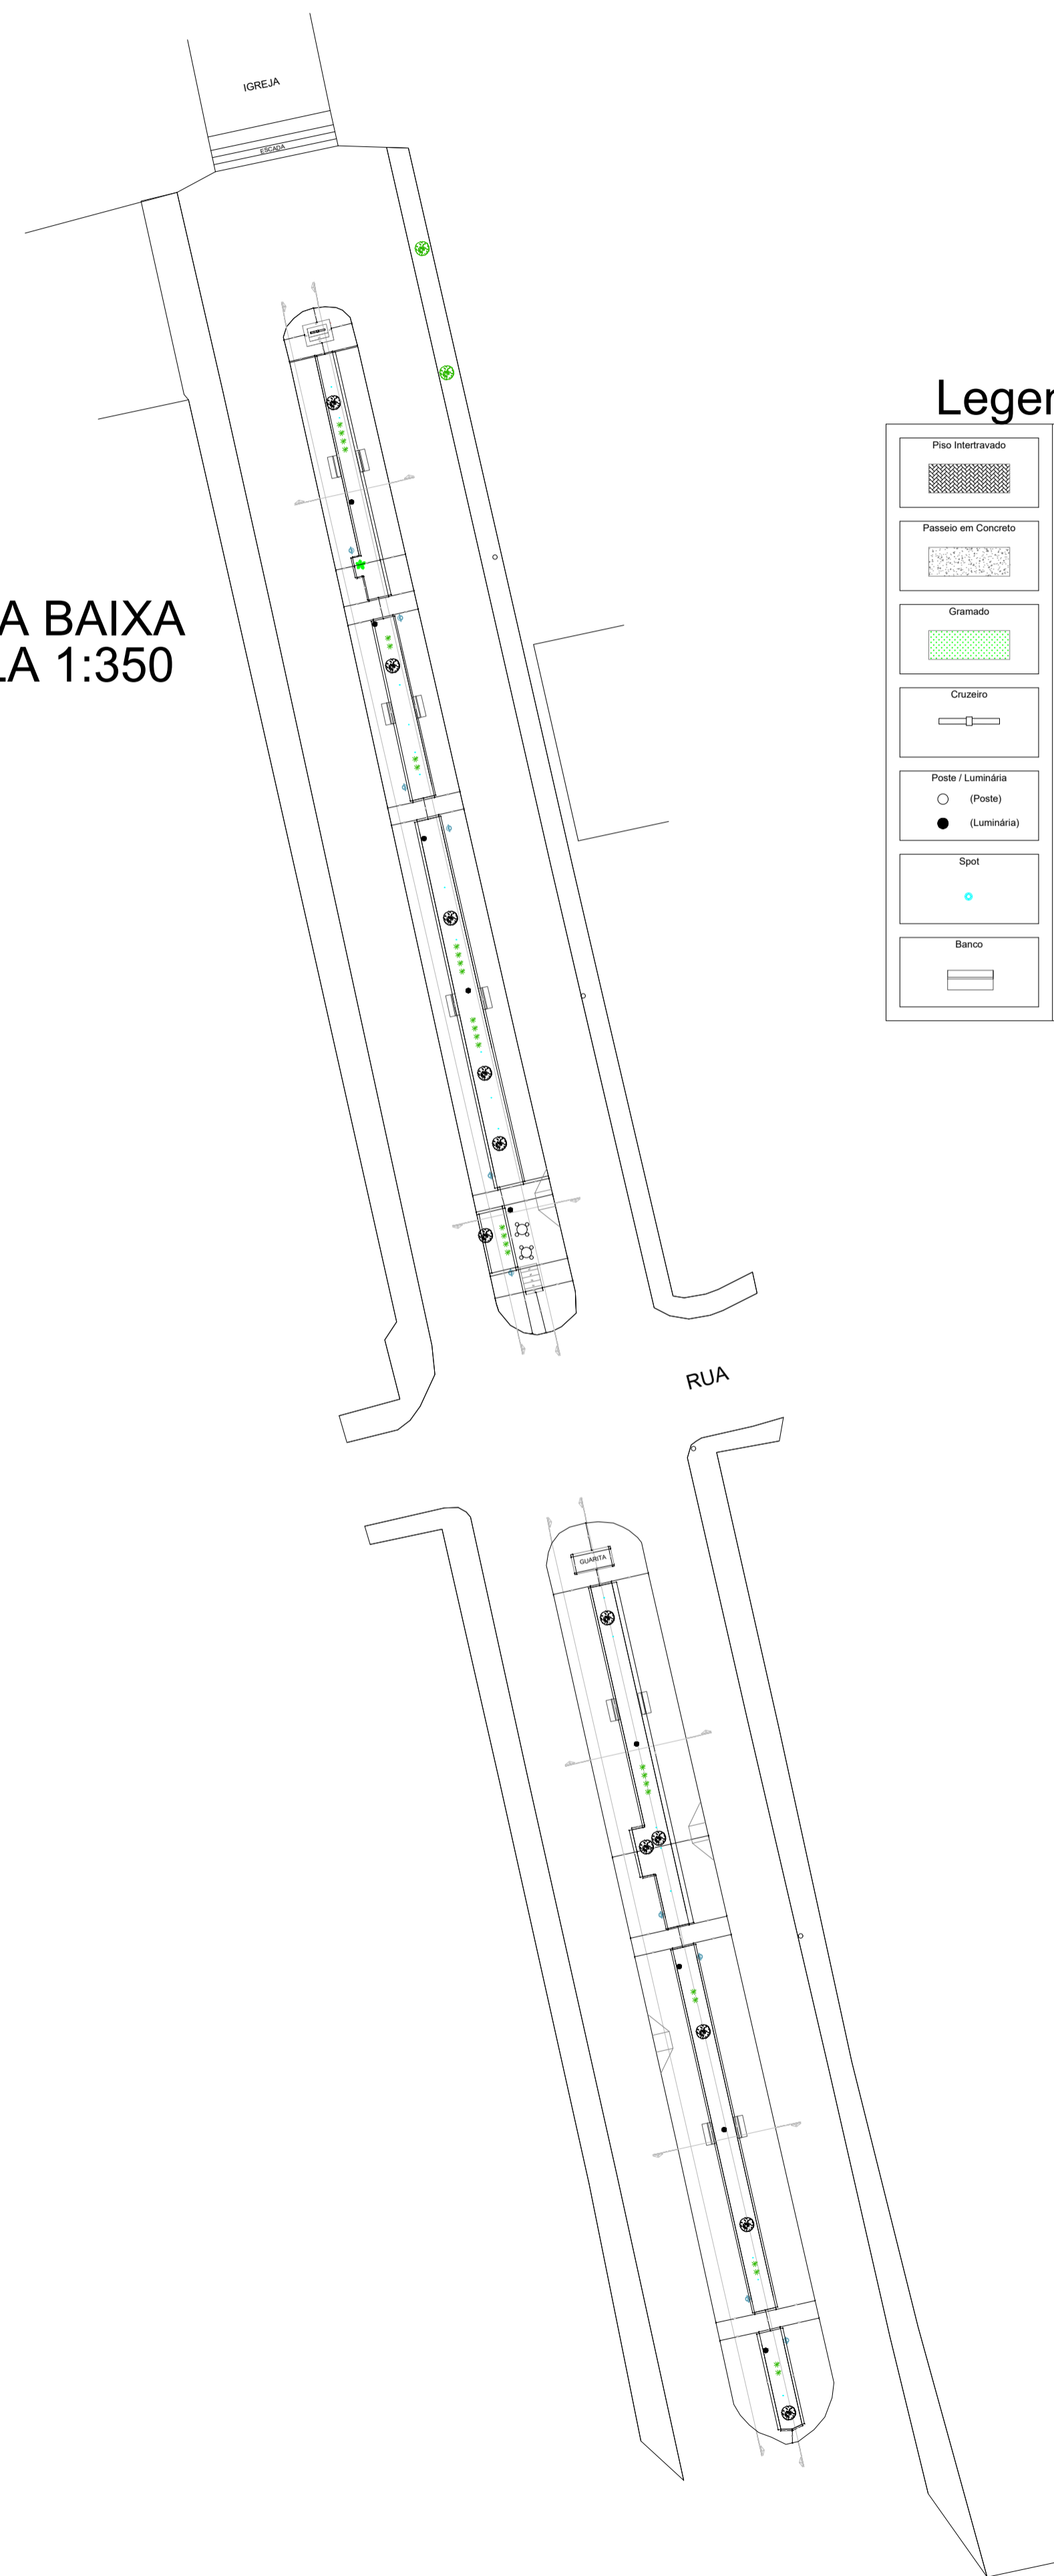 IGREJA
ESCADA
A BAIXA
LA 1:350
Legen
Piso Intertravado
Passeio em Concreto
Gramado
Cruzeiro
Poste / Luminária
(Poste)
(Luminária)
Spot
Banco
RUA
GUARITA